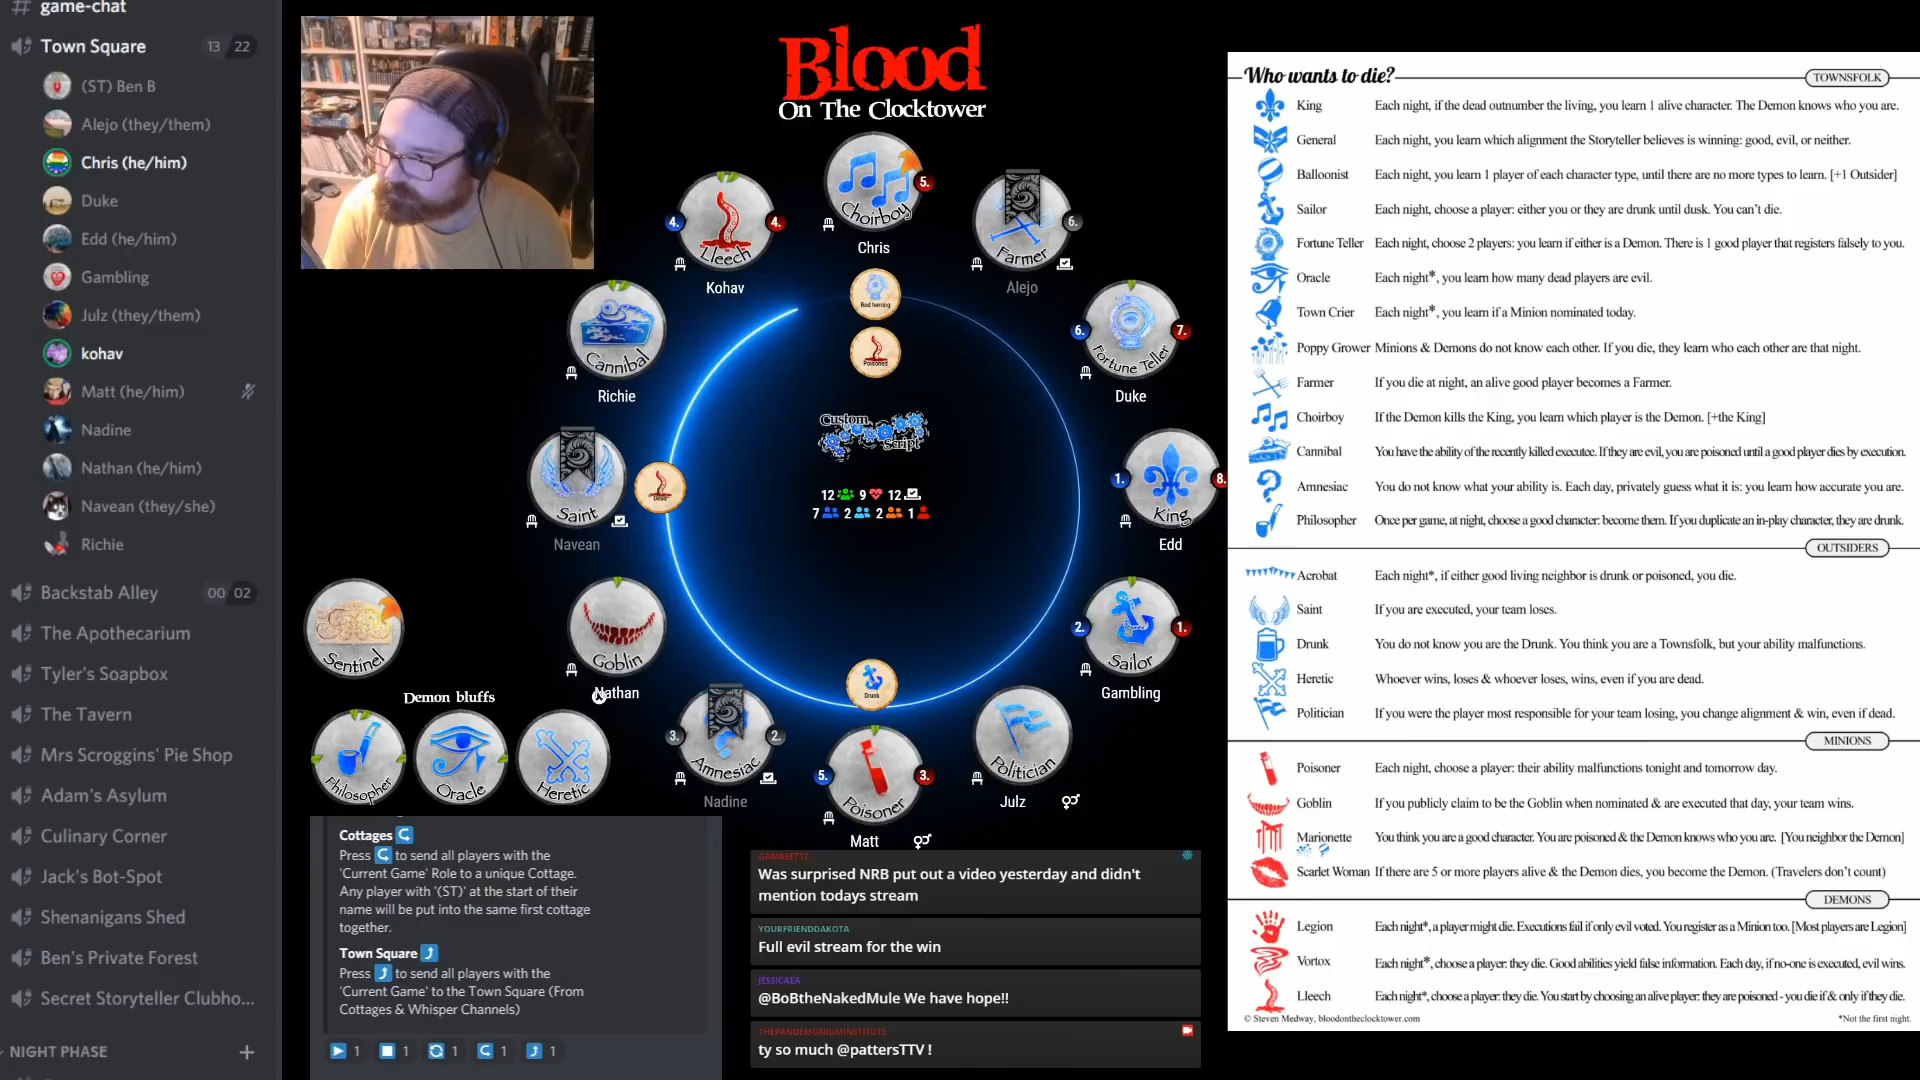 # game-chat
Town Square 13 / 22
(ST) Ben B
Alejo (they/them)
Chris (he/him)
Duke
Edd (he/him)
Gambling
Julz (they/them)
kohav
Matt (he/him)
Nadine
Nathan (he/him)
Navean (they/she)
Richie
Backstab Alley 00 / 02
The Apothecarium
Tyler's Soapbox
The Tavern
Mrs Scroggins' Pie Shop
Adam's Asylum
Culinary Corner
Jack's Bot-Spot
Shenanigans Shed
Ben's Private Forest
Secret Storyteller Clubho...
NIGHT PHASE +
Blood
On The Clocktower
Choirboy
5.
Chris
Lleech
4.
4.
Kohav
Farmer
6.
Alejo
Cannibal
Richie
Red herring
Poisoned
Fortune Teller
6.
7.
Duke
Custom
Script
Saint
Navean
Dead
King
1.
8.
Edd
12 9 12
7 2 2 1
Sentinel
Goblin
Nathan
Sailor
2.
1.
Gambling
Drunk
Amnesiac
3.
2.
Nadine
Poisoner
5.
3.
Matt
Politician
Julz
Demon bluffs
Philosopher
Oracle
Heretic
Cottages
Press to send all players with the
'Current Game' Role to a unique Cottage.
Any player with '(ST)' at the start of their
name will be put into the same first cottage
together.
Town Square
Press to send all players with the
'Current Game' to the Town Square (From
Cottages & Whisper Channels)
1 1 1 1 1
GAMASET12
Was surprised NRB put out a video yesterday and didn't
mention todays stream
YOURFRIENDDAKOTA
Full evil stream for the win
JESSICAEA
@BoBtheNakedMule We have hope!!
THEPANDEMONIUMINSTITUTE
ty so much @pattersTTV !
Who wants to die?
TOWNSFOLK
King Each night, if the dead outnumber the living, you learn 1 alive character. The Demon knows who you are.
General Each night, you learn which alignment the Storyteller believes is winning: good, evil, or neither.
Balloonist Each night, you learn 1 player of each character type, until there are no more types to learn. [+1 Outsider]
Sailor Each night, choose a player: either you or they are drunk until dusk. You can't die.
Fortune Teller Each night, choose 2 players: you learn if either is a Demon. There is 1 good player that registers falsely to you.
Oracle Each night*, you learn how many dead players are evil.
Town Crier Each night*, you learn if a Minion nominated today.
Poppy Grower Minions & Demons do not know each other. If you die, they learn who each other are that night.
Farmer If you die at night, an alive good player becomes a Farmer.
Choirboy If the Demon kills the King, you learn which player is the Demon. [+the King]
Cannibal You have the ability of the recently killed executee. If they are evil, you are poisoned until a good player dies by execution.
Amnesiac You do not know what your ability is. Each day, privately guess what it is: you learn how accurate you are.
Philosopher Once per game, at night, choose a good character: become them. If you duplicate an in-play character, they are drunk.
OUTSIDERS
Acrobat Each night*, if either good living neighbor is drunk or poisoned, you die.
Saint If you are executed, your team loses.
Drunk You do not know you are the Drunk. You think you are a Townsfolk, but your ability malfunctions.
Heretic Whoever wins, loses & whoever loses, wins, even if you are dead.
Politician If you were the player most responsible for your team losing, you change alignment & win, even if dead.
MINIONS
Poisoner Each night, choose a player: their ability malfunctions tonight and tomorrow day.
Goblin If you publicly claim to be the Goblin when nominated & are executed that day, your team wins.
Marionette You think you are a good character. You are poisoned & the Demon knows who you are. [You neighbor the Demon]
Scarlet Woman If there are 5 or more players alive & the Demon dies, you become the Demon. (Travelers don't count)
DEMONS
Legion Each night*, a player might die. Executions fail if only evil voted. You register as a Minion too. [Most players are Legion]
Vortox Each night*, choose a player: they die. Good abilities yield false information. Each day, if no-one is executed, evil wins.
Lleech Each night*, choose a player: they die. You start by choosing an alive player: they are poisoned - you die if & only if they die.
© Steven Medway, bloodontheclocktower.com *Not the first night.